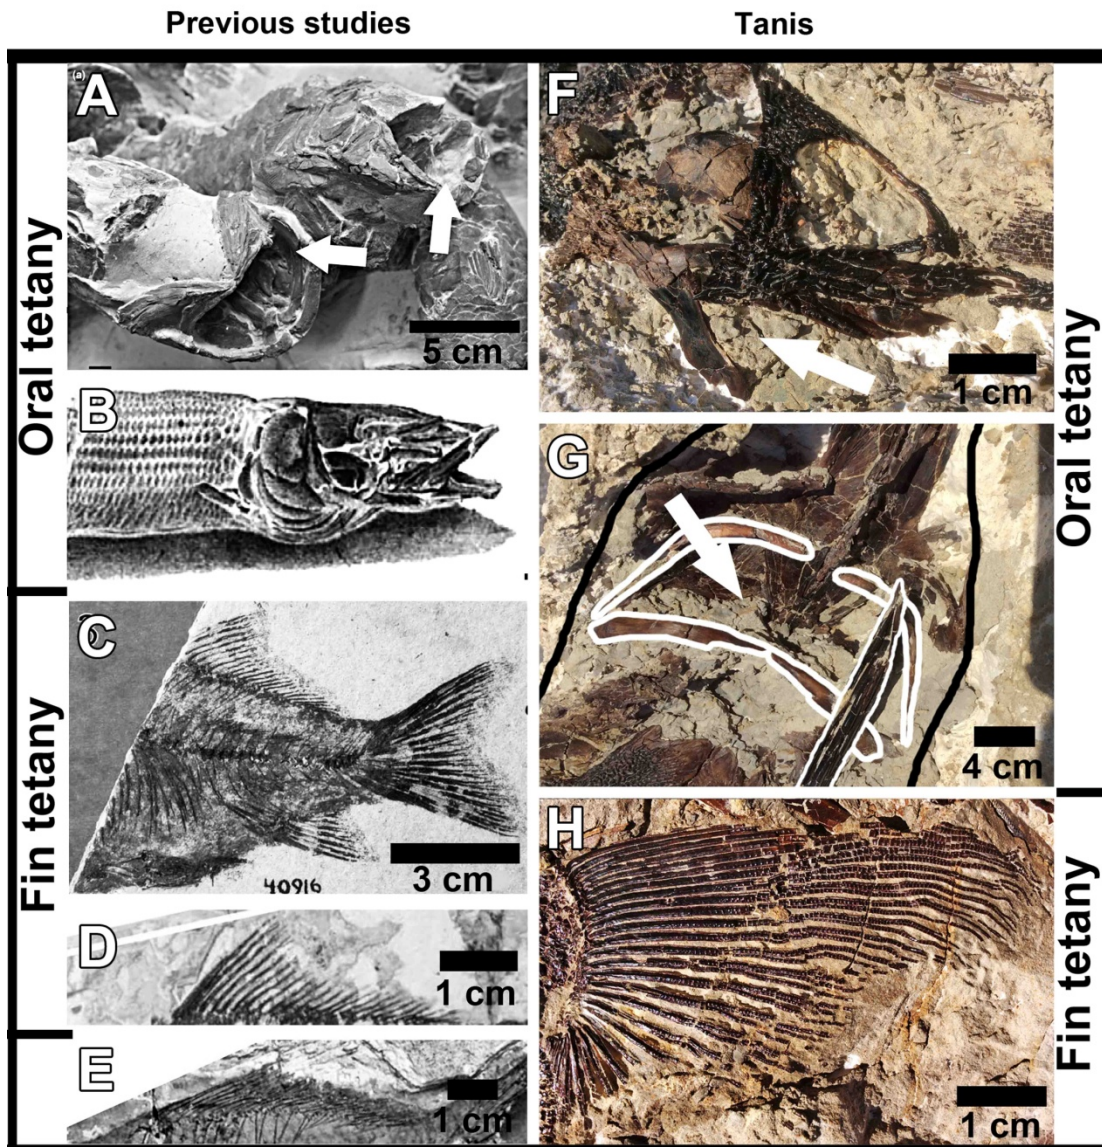 Previous studies
Tanis
Oral tetany
Fin tetany
(a)
A
5 cm
B
C
40916
3 cm
D
1 cm
E
1 cm
F
1 cm
G
4 cm
H
1 cm
Oral tetany
Fin tetany